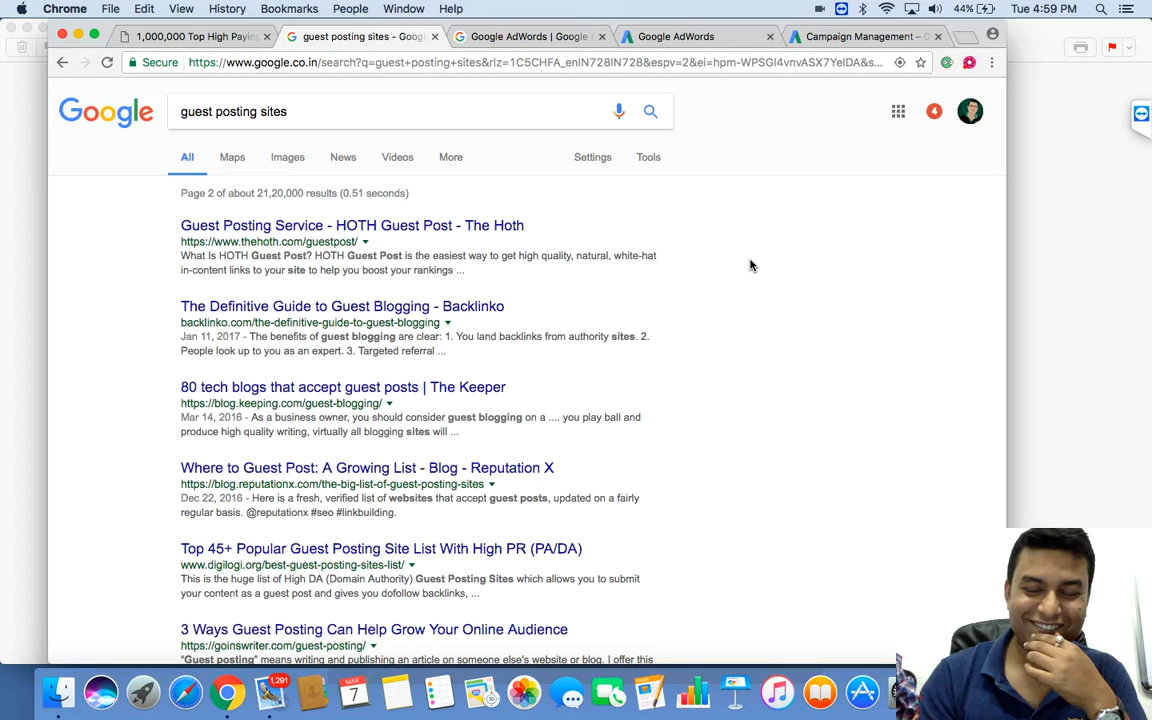 Chrome File Edit View History Bookmarks People Window Help 44% Tue 4:59 PM
1,000,000 Top High Payin
guest posting sites - Goog
Google AdWords | Google
Google AdWords
Campaign Management – G
Secure https://www.google.co.in/search?q=guest+posting+sites&rlz=1C5CHFA_enIN728IN728&espv=2&ei=hpm-WPSGI4vnvASX7YeIDA&s...
Google
guest posting sites
4
All Maps Images News Videos More Settings Tools
Page 2 of about 21,20,000 results (0.51 seconds)
Guest Posting Service - HOTH Guest Post - The Hoth
https://www.thehoth.com/guestpost/
What Is HOTH Guest Post? HOTH Guest Post is the easiest way to get high quality, natural, white-hat
in-content links to your site to help you boost your rankings ...
The Definitive Guide to Guest Blogging - Backlinko
backlinko.com/the-definitive-guide-to-guest-blogging
Jan 11, 2017 - The benefits of guest blogging are clear: 1. You land backlinks from authority sites. 2.
People look up to you as an expert. 3. Targeted referral ...
80 tech blogs that accept guest posts | The Keeper
https://blog.keeping.com/guest-blogging/
Mar 14, 2016 - As a business owner, you should consider guest blogging on a .... you play ball and
produce high quality writing, virtually all blogging sites will ...
Where to Guest Post: A Growing List - Blog - Reputation X
https://blog.reputationx.com/the-big-list-of-guest-posting-sites
Dec 22, 2016 - Here is a fresh, verified list of websites that accept guest posts, updated on a fairly
regular basis. @reputationx #seo #linkbuilding.
Top 45+ Popular Guest Posting Site List With High PR (PA/DA)
www.digilogi.org/best-guest-posting-sites-list/
This is the huge list of High DA (Domain Authority) Guest Posting Sites which allows you to submit
your content as a guest post and gives you dofollow backlinks, ...
3 Ways Guest Posting Can Help Grow Your Online Audience
https://goinswriter.com/guest-posting/
"Guest posting" means writing and publishing an article on someone else's website or blog. I offer this
1,291
7